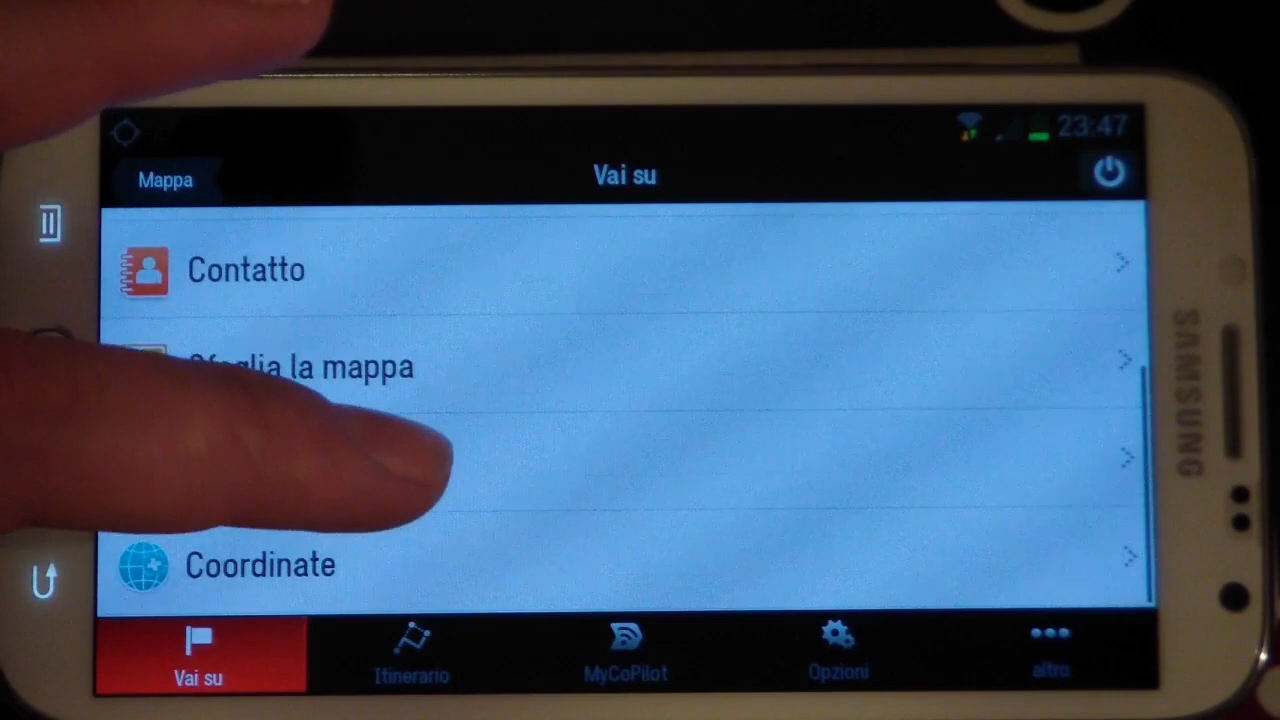 23:47
Mappa
Vai su
Contatto
Sfoglia la mappa
Coordinate
Vai su
Itinerario
MyCoPilot
Opzioni
altro
SAMSUNG